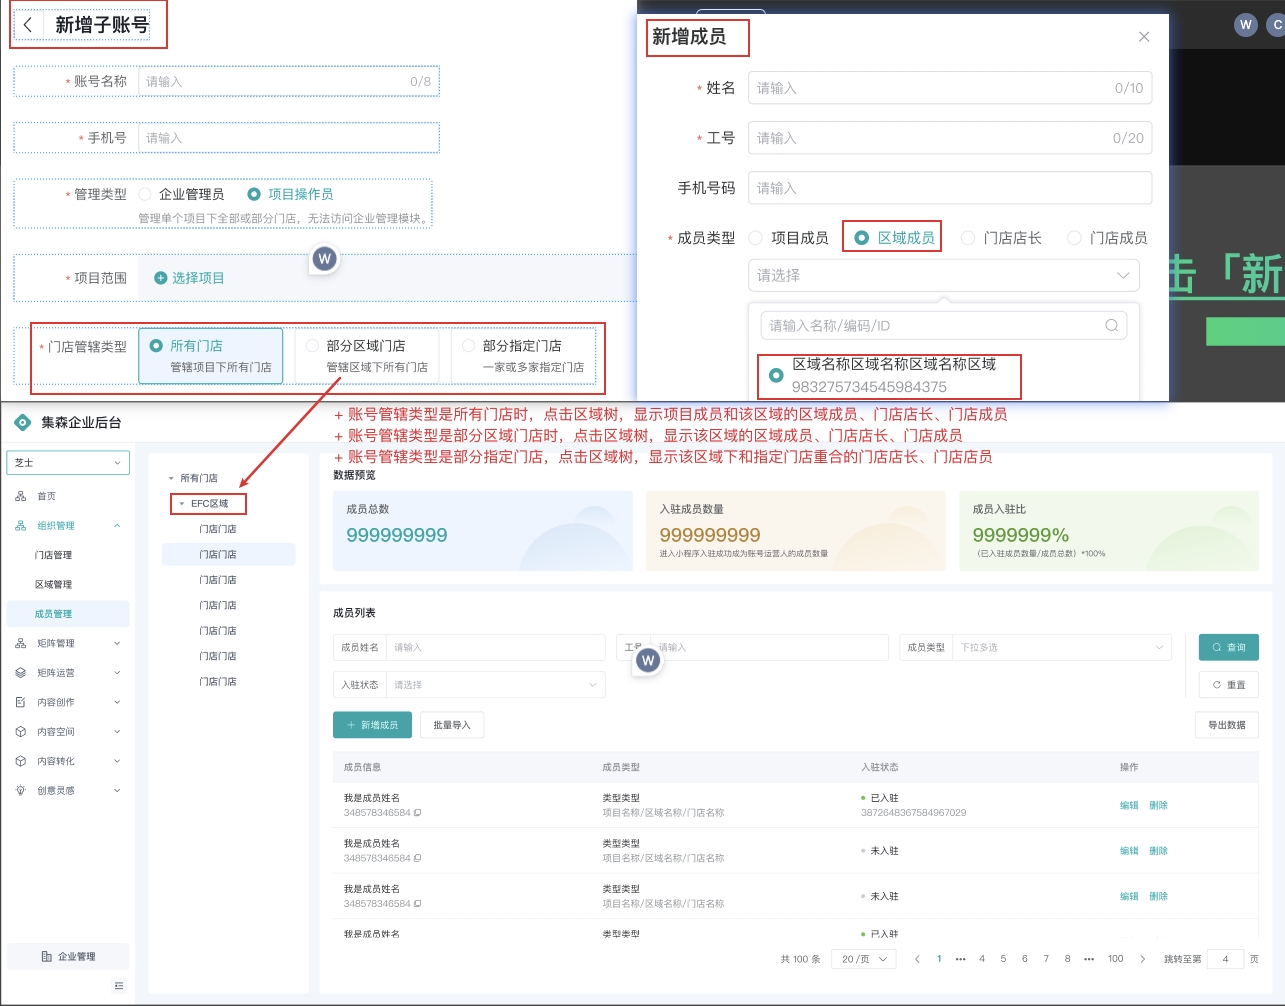 新增子账号
* 账号名称 请输入 0/8
* 手机号 请输入
* 管理类型 企业管理员 项目操作员
管理单个项目下全部或部分门店，无法访问企业管理模块。
W
* 项目范围 选择项目
* 门店管辖类型 所有门店 部分区域门店 部分指定门店
管辖项目下所有门店 管辖区域下所有门店 一家或多家指定门店
W C
新增成员
* 姓名 请输入 0/10
* 工号 请输入 0/20
手机号码 请输入
* 成员类型 项目成员 区域成员 门店店长 门店成员
请选择
请输入名称/编码/ID
区域名称区域名称区域名称区域
983275734545984375
击「新
+ 账号管辖类型是所有门店时，点击区域树，显示项目成员和该区域的区域成员、门店店长、门店成员
+ 账号管辖类型是部分区域门店时，点击区域树，显示该区域的区域成员、门店店长、门店成员
+ 账号管辖类型是部分指定门店，点击区域树，显示该区域下和指定门店重合的门店店长、门店店员
集森企业后台
芝士
首页
组织管理
门店管理
区域管理
成员管理
矩阵管理
矩阵运营
内容创作
内容空间
内容转化
创意灵感
企业管理
所有门店
EFC区域
门店门店
门店门店
门店门店
门店门店
门店门店
门店门店
门店门店
数据预览
成员总数 入驻成员数量 成员入驻比
999999999 999999999 9999999%
进入小程序入驻成功成为账号运营人的成员数量 （已入驻成员数量/成员总数）*100%
成员列表
成员姓名 请输入 工号 请输入 成员类型 下拉多选 查询
W
入驻状态 请选择 重置
+ 新增成员 批量导入 导出数据
成员信息 成员类型 入驻状态 操作
我是成员姓名 类型类型 已入驻 编辑 删除
348578346584 项目名称/区域名称/门店名称 3872648367584967029
我是成员姓名 类型类型 未入驻 编辑 删除
348578346584 项目名称/区域名称/门店名称
我是成员姓名 类型类型 未入驻 编辑 删除
348578346584 项目名称/区域名称/门店名称
我是成员姓名 类型类型 已入驻
共 100 条 20 /页 1 ••• 4 5 6 7 8 ••• 100 跳转至第 4 页